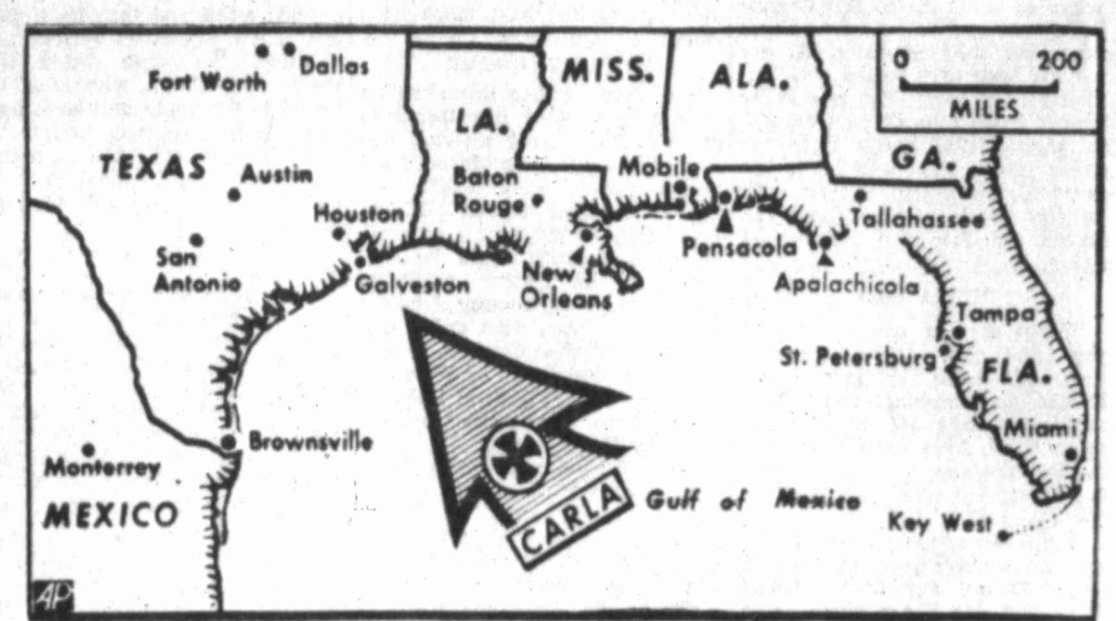 Dallas
Fort Worth
MISS.
ALA.
0 200
MILES
LA.
TEXAS
Austin
Baton
Rouge
Mobile
GA.
Houston
Tallahassee
San
Antonio
Galveston
New
Orleans
Pensacola
Apalachicola
Tampa
St. Petersburg
FLA.
Brownsville
Miami
Monterrey
MEXICO
CARLA
Gulf of Mexico
Key West
AP